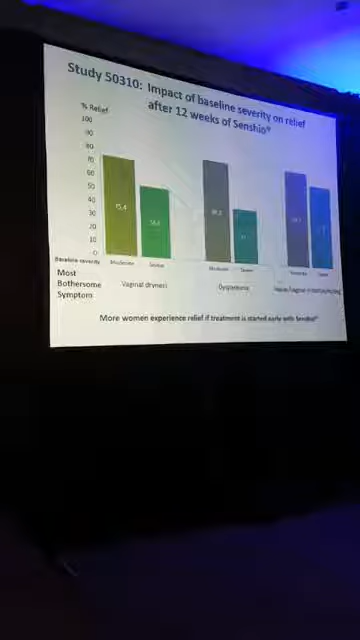 Study 50310: Impact of baseline severity on relief
after 12 weeks of Senshio®
% Relief
100
90
80
70
60
50
40
30
20
10
0
Baseline severity
Moderate
Severe
Moderate
Severe
Moderate
Severe
Most
Bothersome
Symptom
Vaginal dryness
Dyspareunia
More women experience relief if treatment is started early with Senshio®